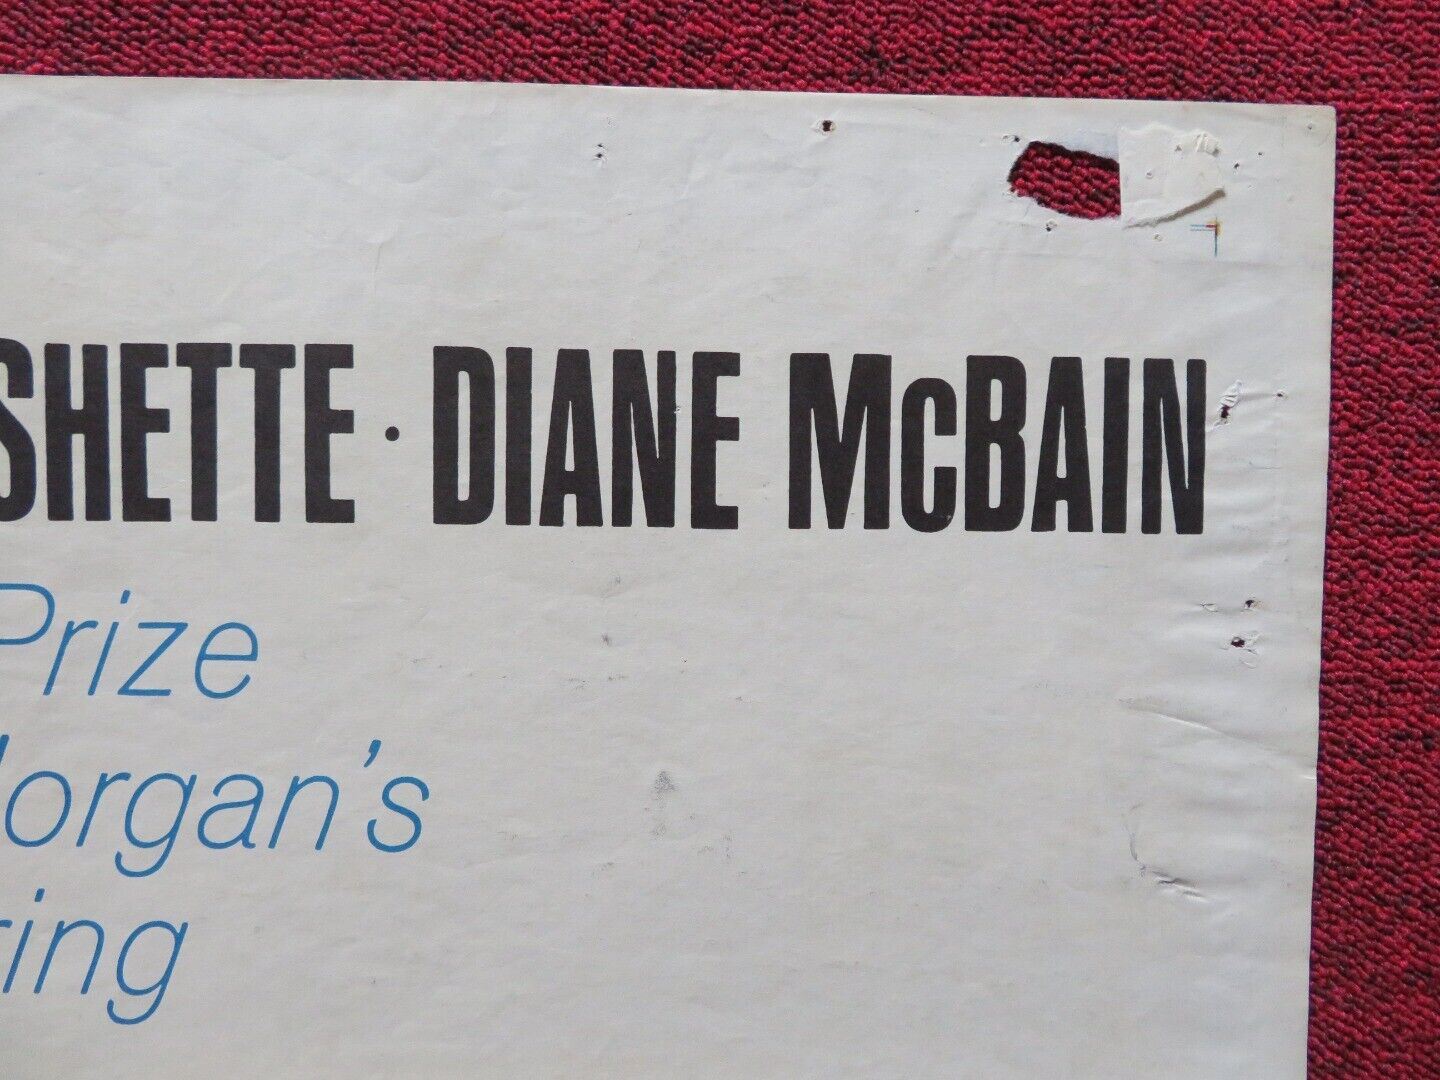 SHETTE · DIANE McBAIN
Prize
organ's
ring